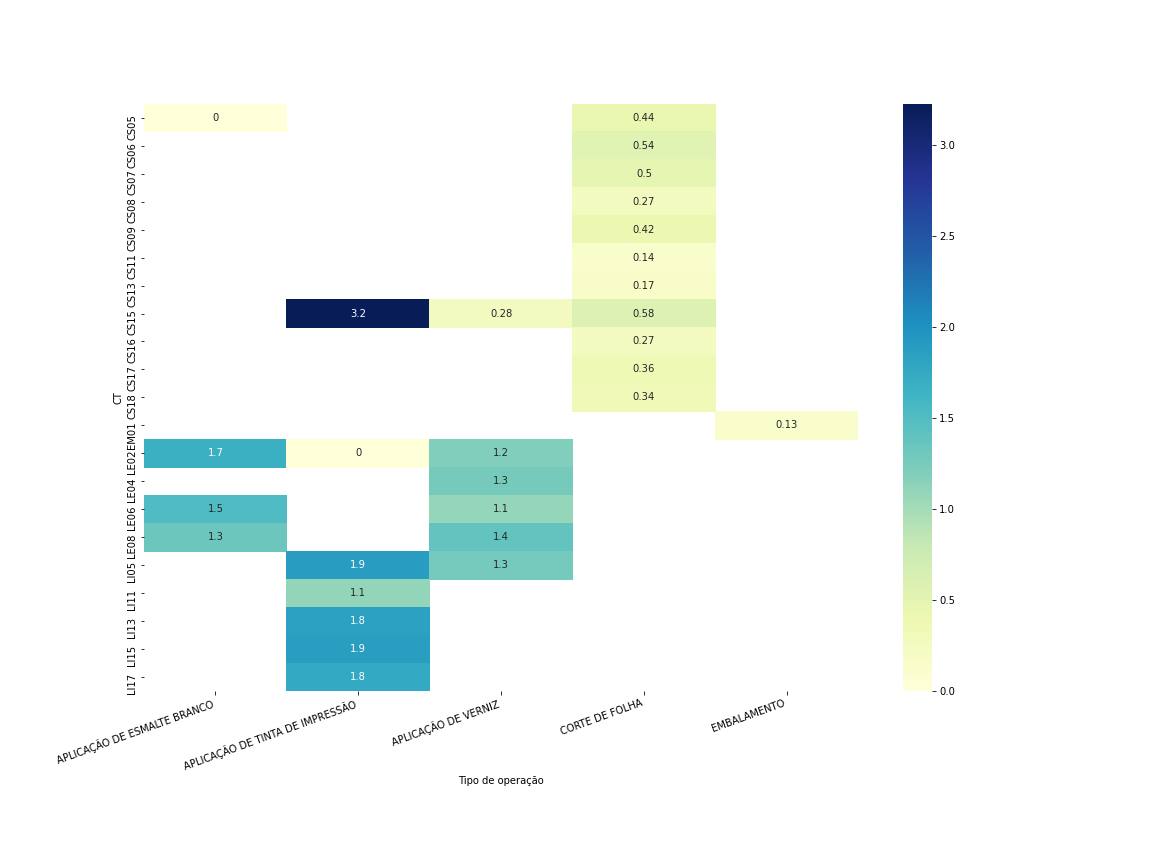 CS05 0 0.44
CS06 0.54
CS07 0.5
CS08 0.27
CS09 0.42
CS11 0.14
CS13 0.17
CS15 3.2 0.28 0.58
CS16 0.27
CS17 0.36
CS18 0.34
EM01 0.13
LE02 1.7 0 1.2
LE04 1.3
LE06 1.5 1.1
LE08 1.3 1.4
LI05 1.9 1.3
LI11 1.1
LI13 1.8
LI15 1.9
LI17 1.8
CT
APLICAÇÃO DE ESMALTE BRANCO
APLICAÇÃO DE TINTA DE IMPRESSÃO
APLICAÇÃO DE VERNIZ
CORTE DE FOLHA
EMBALAMENTO
Tipo de operação
3.0
2.5
2.0
1.5
1.0
0.5
0.0